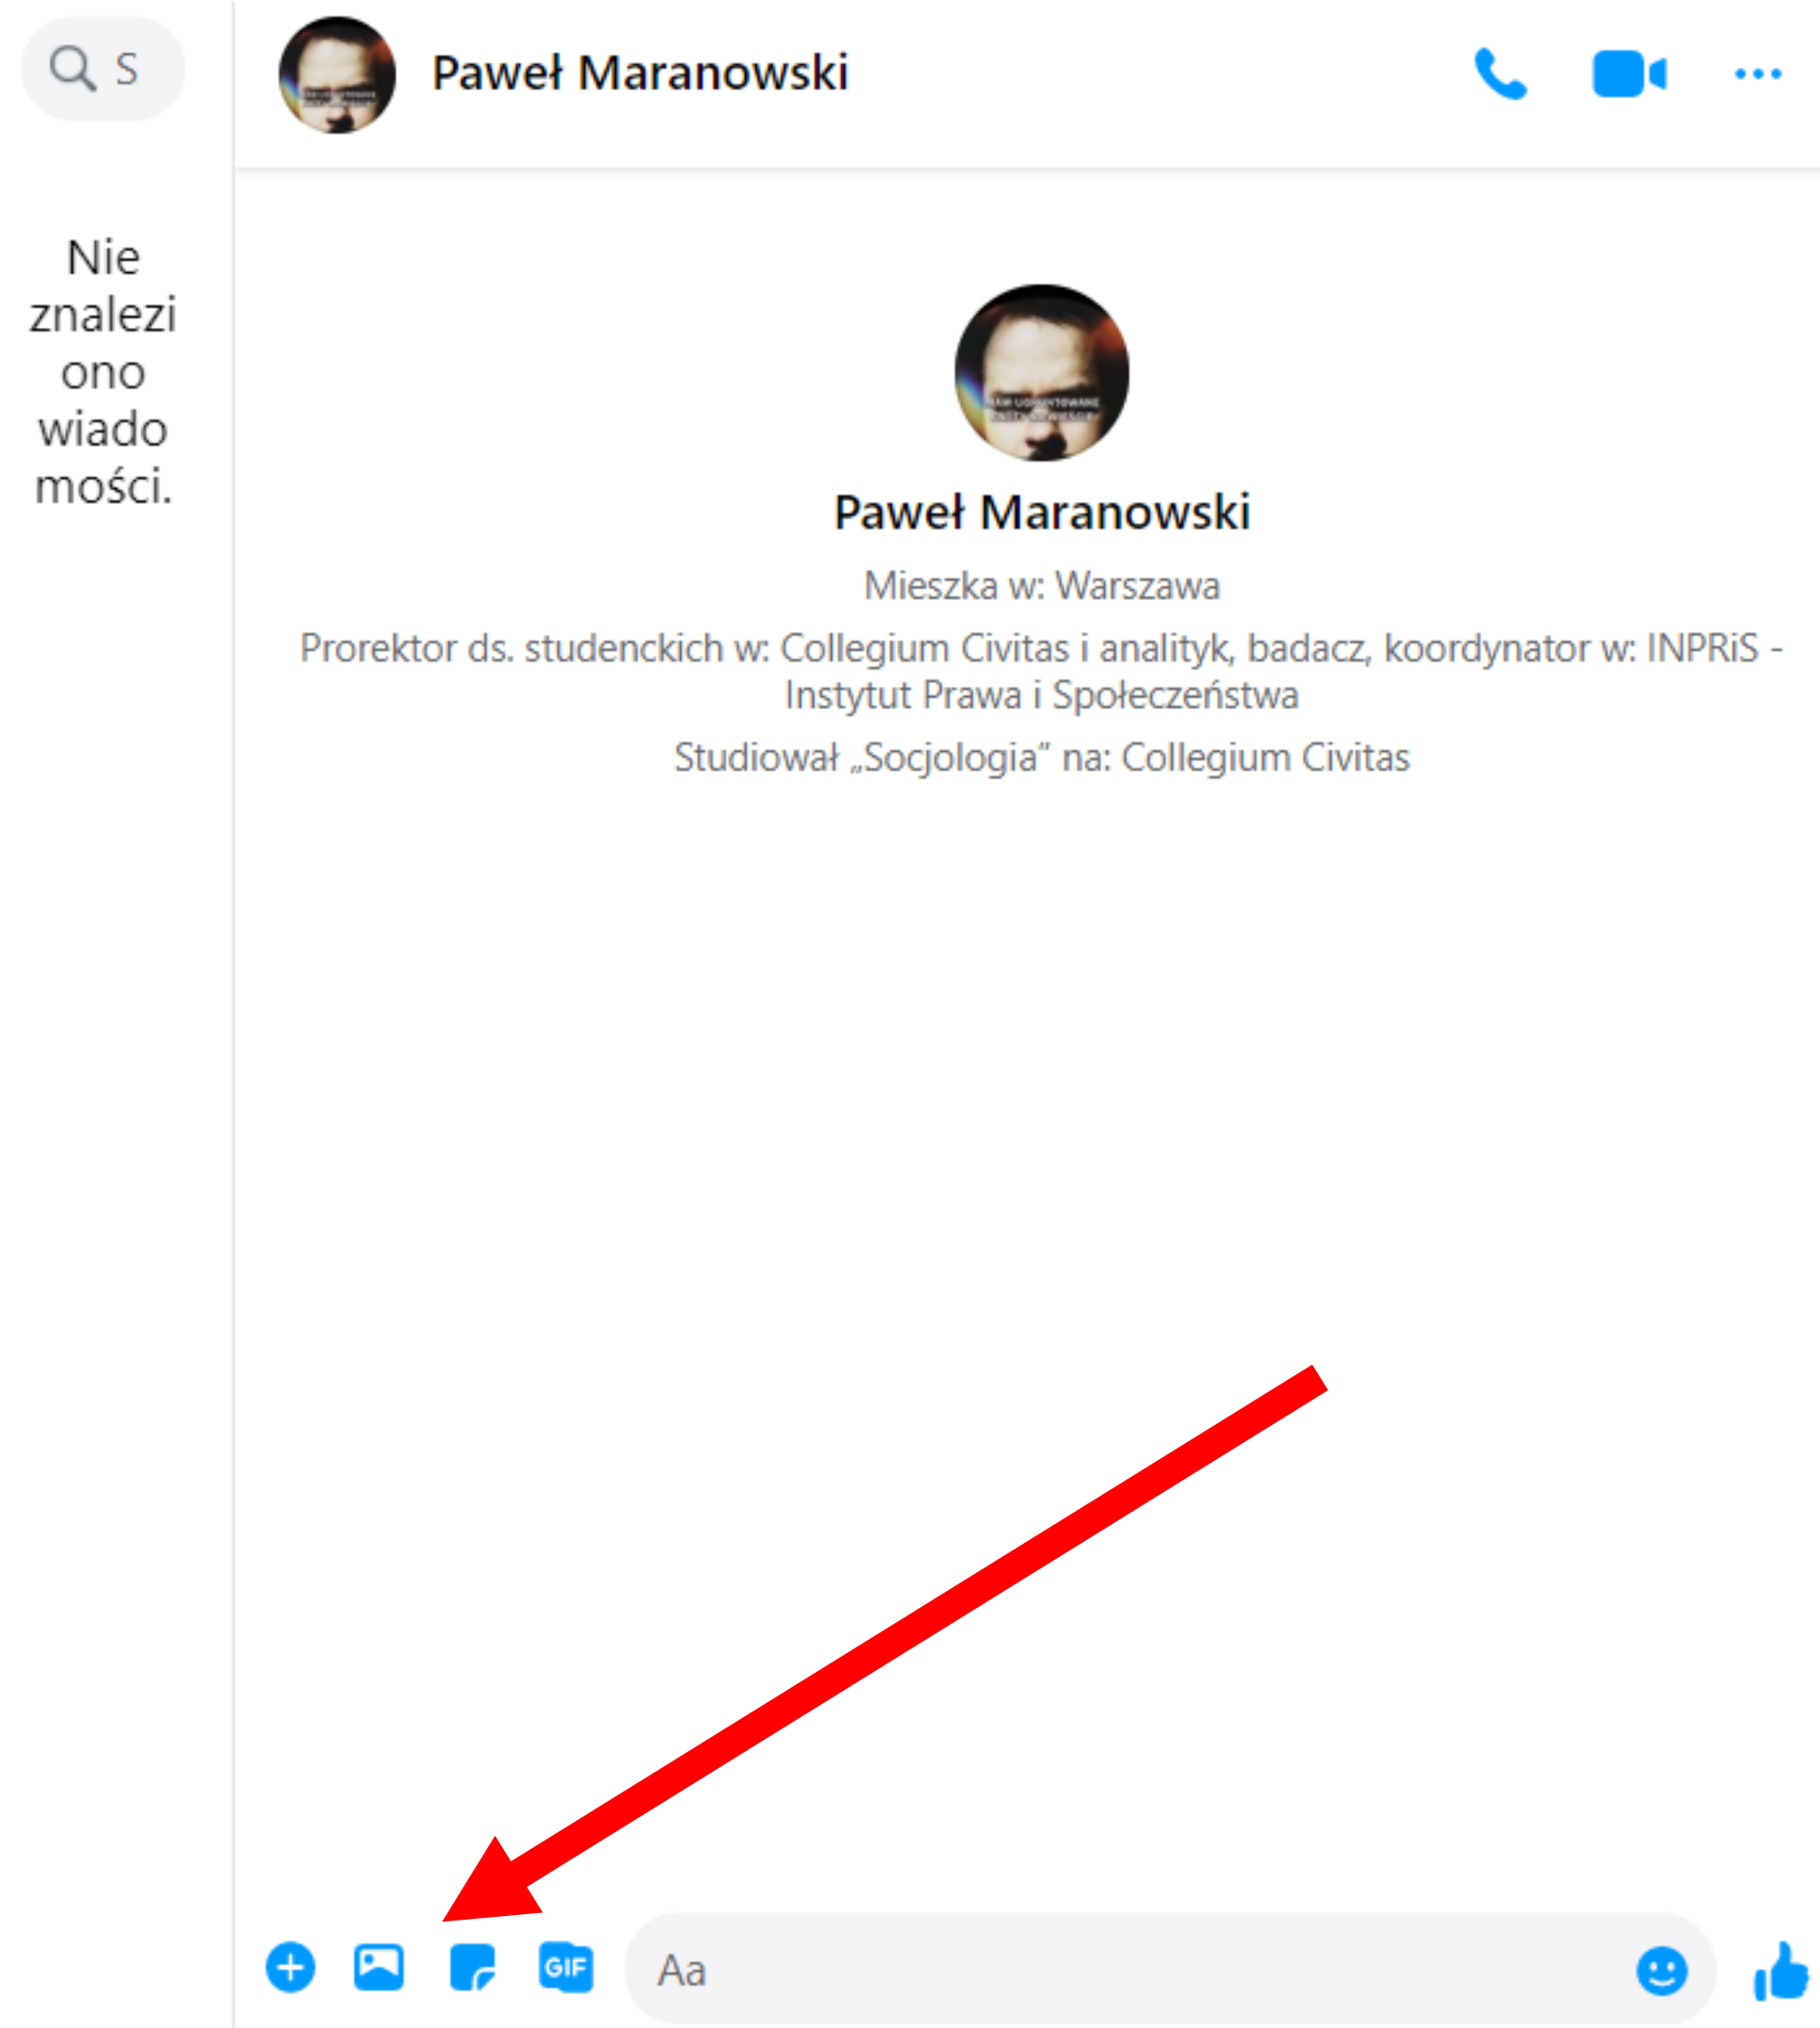 S
Paweł Maranowski
Nie
znalezi
ono
wiado
mości.
Paweł Maranowski
Mieszka w: Warszawa
Prorektor ds. studenckich w: Collegium Civitas i analityk, badacz, koordynator w: INPRiS -
Instytut Prawa i Społeczeństwa
Studiował „Socjologia” na: Collegium Civitas
GIF
Aa